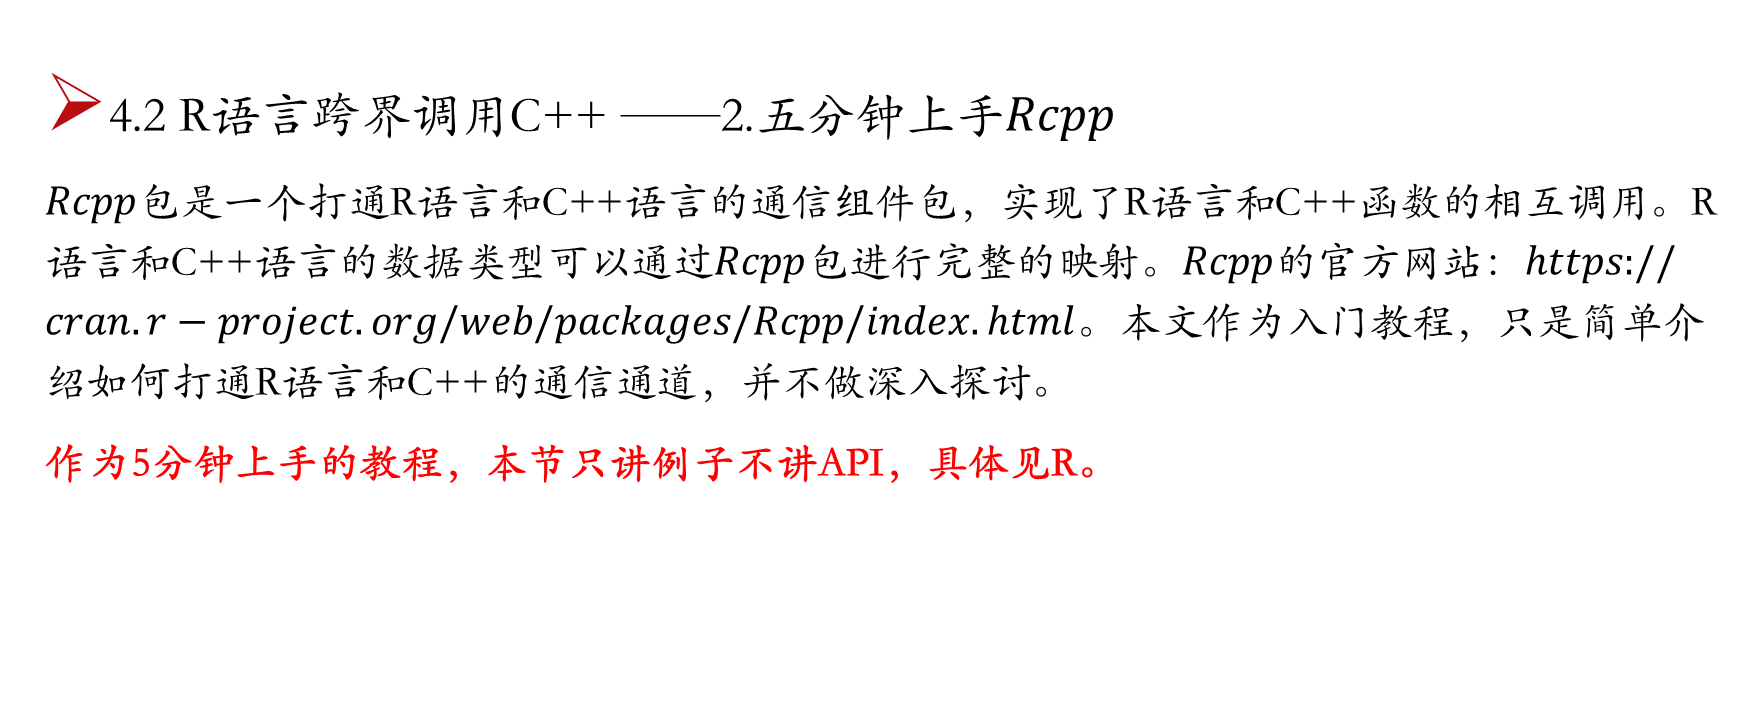 4.2 R语言跨界调用C++ ——2.五分钟上手Rcpp
Rcpp包是一个打通R语言和C++语言的通信组件包，实现了R语言和C++函数的相互调用。R
语言和C++语言的数据类型可以通过Rcpp包进行完整的映射。Rcpp的官方网站：https://
cran.r − project.org/web/packages/Rcpp/index.html。本文作为入门教程，只是简单介
绍如何打通R语言和C++的通信通道，并不做深入探讨。
作为5分钟上手的教程，本节只讲例子不讲API，具体见R。